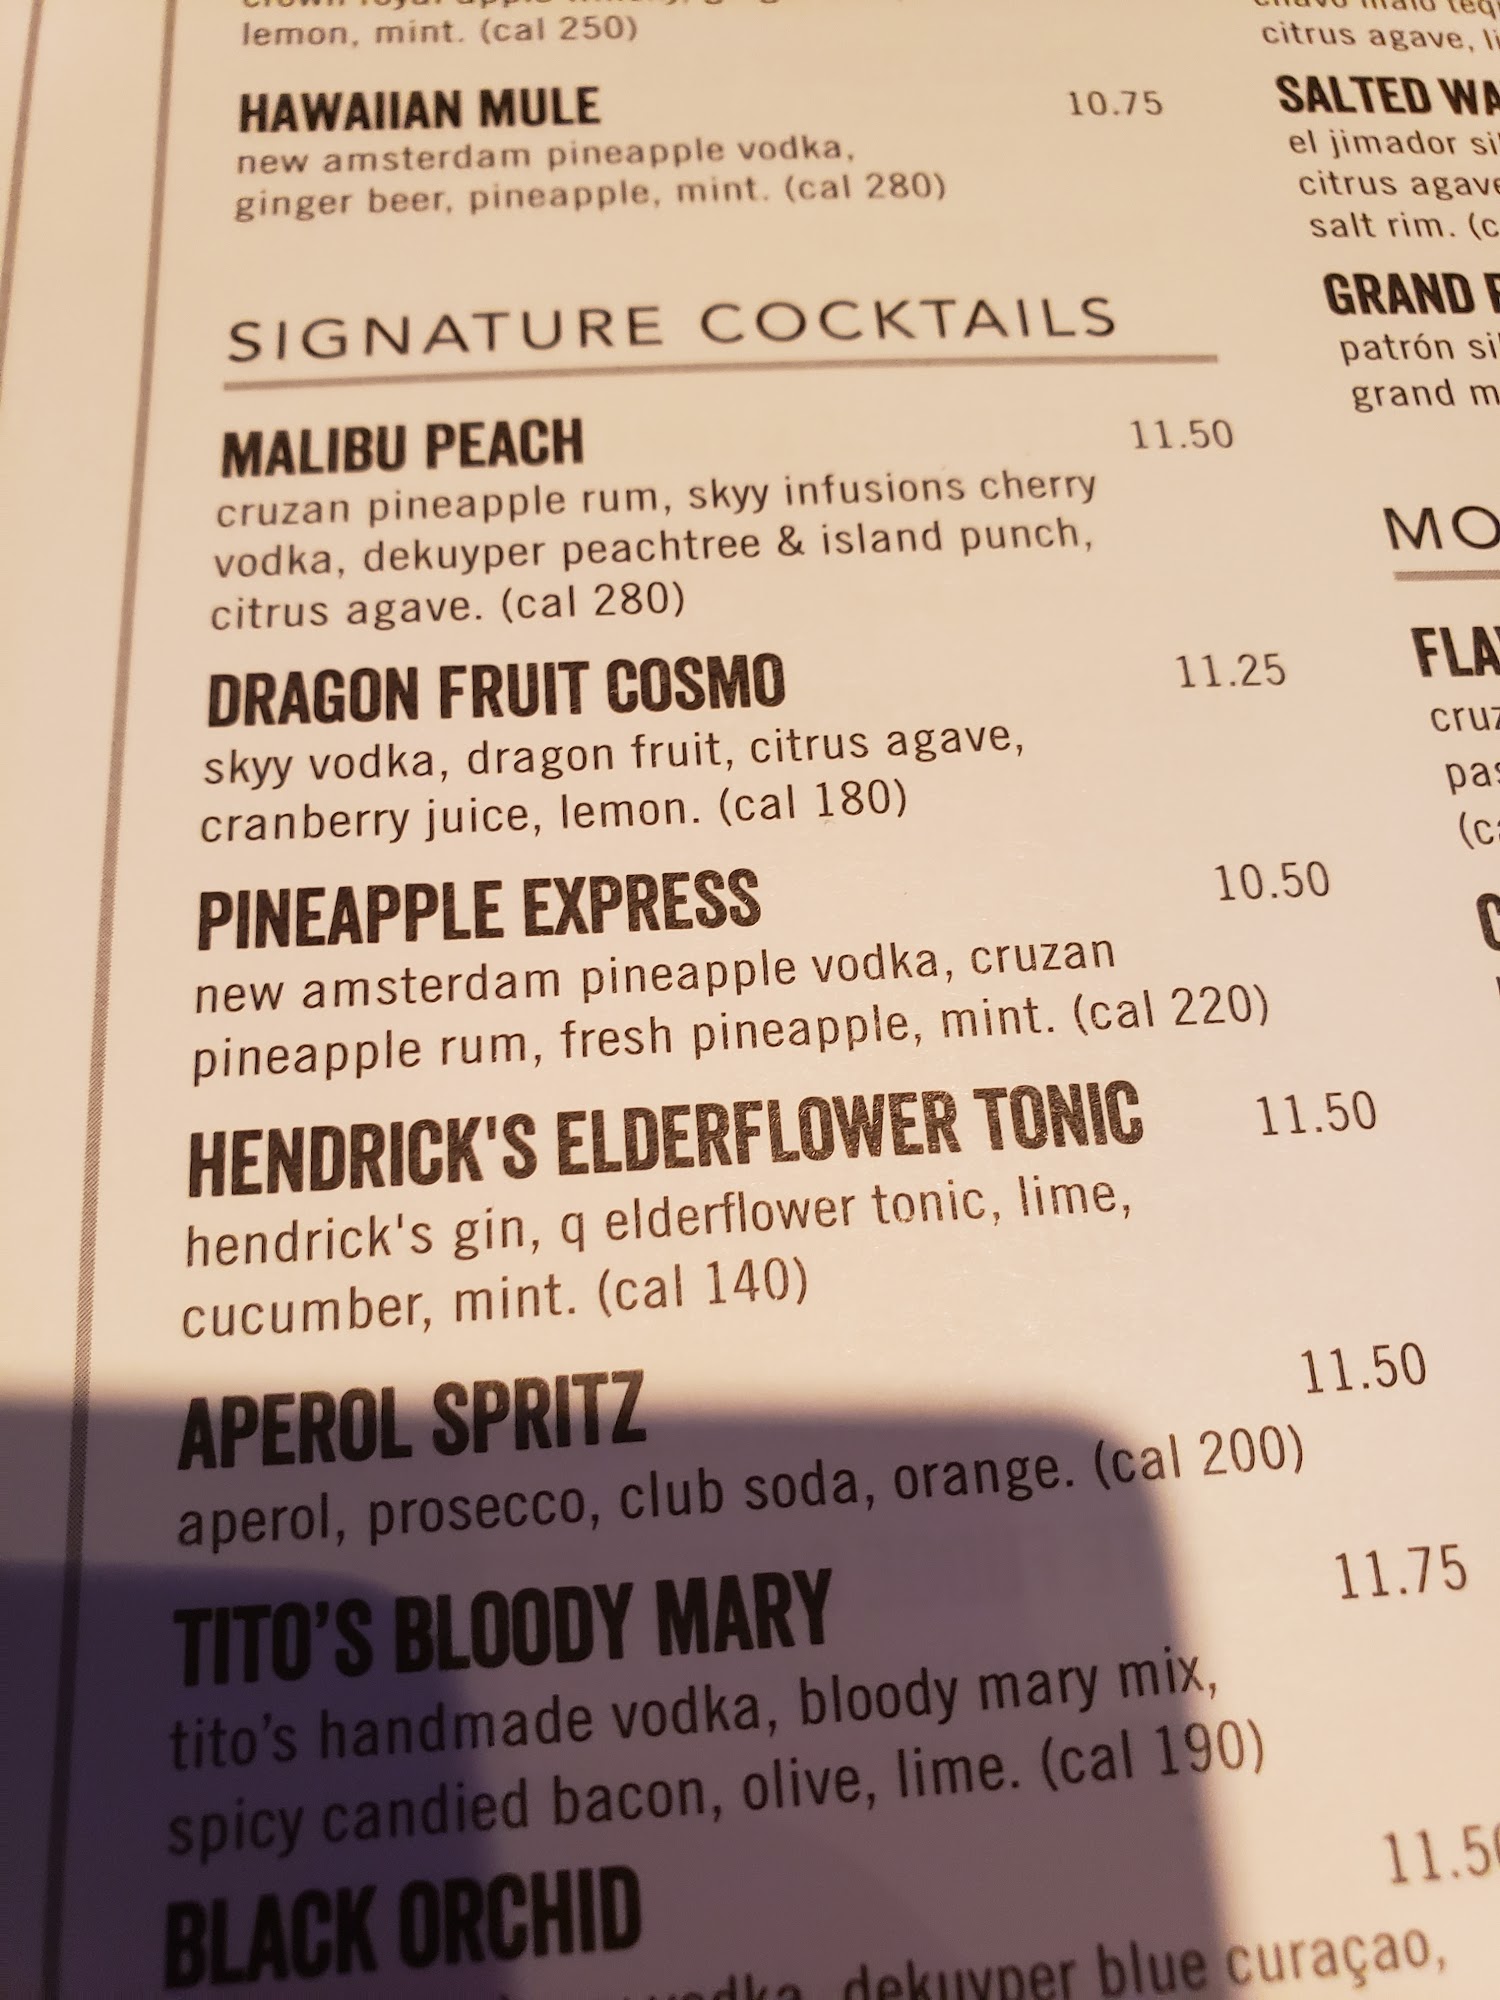 lemon, mint. (cal 250)
HAWAIIAN MULE 10.75
new amsterdam pineapple vodka,
ginger beer, pineapple, mint. (cal 280)
SIGNATURE COCKTAILS
MALIBU PEACH 11.50
cruzan pineapple rum, skyy infusions cherry
vodka, dekuyper peachtree & island punch,
citrus agave. (cal 280)
DRAGON FRUIT COSMO 11.25
skyy vodka, dragon fruit, citrus agave,
cranberry juice, lemon. (cal 180)
PINEAPPLE EXPRESS 10.50
new amsterdam pineapple vodka, cruzan
pineapple rum, fresh pineapple, mint. (cal 220)
HENDRICK'S ELDERFLOWER TONIC 11.50
hendrick's gin, q elderflower tonic, lime,
cucumber, mint. (cal 140)
APEROL SPRITZ 11.50
aperol, prosecco, club soda, orange. (cal 200)
TITO'S BLOODY MARY 11.75
tito's handmade vodka, bloody mary mix,
spicy candied bacon, olive, lime. (cal 190)
BLACK ORCHID 11.50
dekuyper blue curaçao,
citrus agave,
SALTED
el jimador
citrus agave
salt rim.
GRAND
patrón
grand